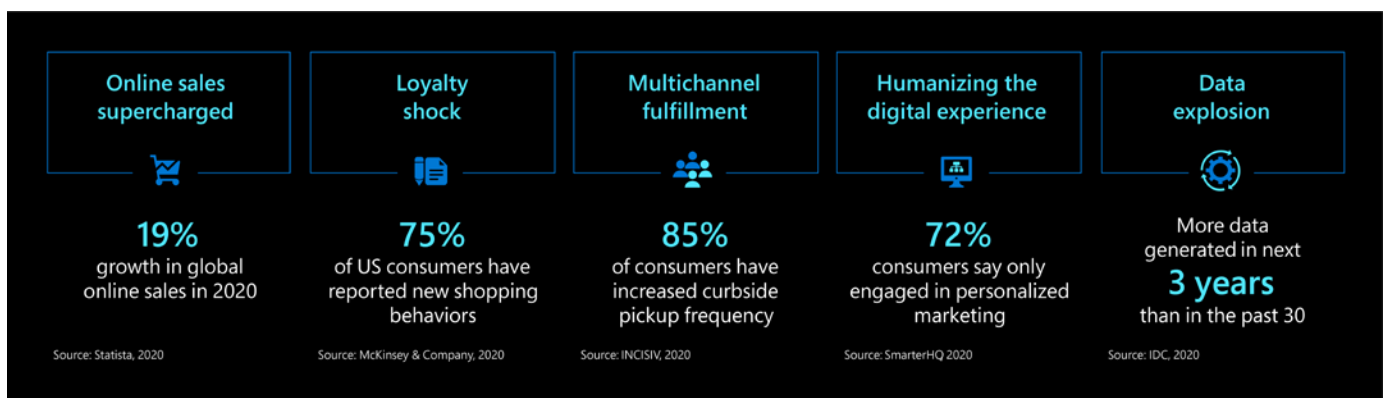 Online sales
supercharged
19%
growth in global
online sales in 2020
Source: Statista, 2020
Loyalty
shock
75%
of US consumers have
reported new shopping
behaviors
Source: McKinsey & Company, 2020
Multichannel
fulfillment
85%
of consumers have
increased curbside
pickup frequency
Source: INCISIV, 2020
Humanizing the
digital experience
72%
consumers say only
engaged in personalized
marketing
Source: SmarterHQ 2020
Data
explosion
More data
generated in next
3 years
than in the past 30
Source: IDC, 2020